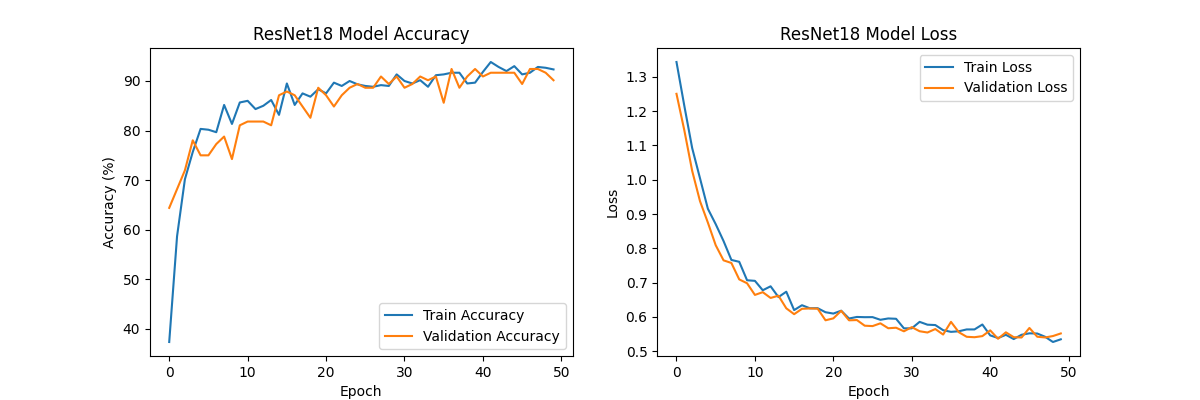 ResNet18 Model Accuracy
90
80
70
60
50
40
Accuracy (%)
Train Accuracy
Validation Accuracy
0 10 20 30 40 50
Epoch
ResNet18 Model Loss
1.3
1.2
1.1
1.0
0.9
0.8
0.7
0.6
0.5
Loss
Train Loss
Validation Loss
0 10 20 30 40 50
Epoch